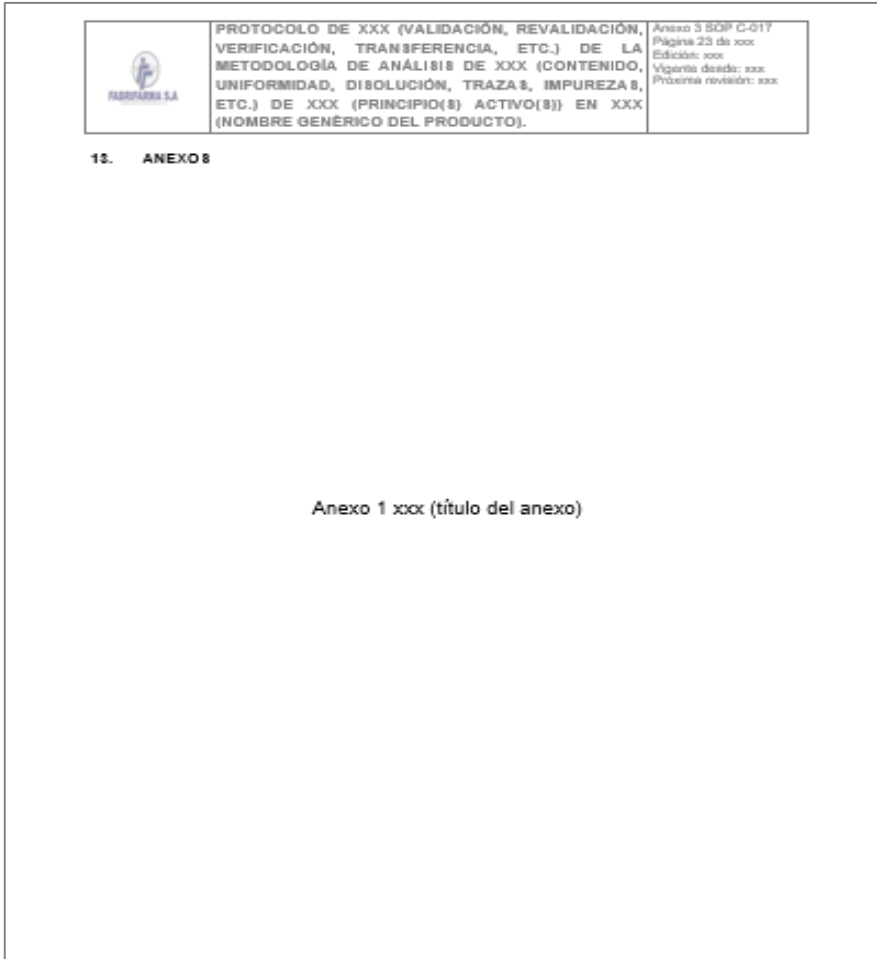 PROTOCOLO DE XXX (VALIDACIÓN, REVALIDACIÓN,
VERIFICACIÓN, TRANSFERENCIA, ETC.) DE LA
METODOLOGÍA DE ANÁLISIS DE XXX (CONTENIDO,
UNIFORMIDAD, DISOLUCIÓN, TRAZAS, IMPUREZAS,
ETC.) DE XXX (PRINCIPIO(S) ACTIVO(S)) EN XXX
(NOMBRE GENÉRICO DEL PRODUCTO).
Anexo 3 SOP C-017
Página 23 de xxx
Edición: xxx
Vigente desde: xxx
Próxima revisión: xxx
FABRIFARMA S.A
13. ANEXOS
Anexo 1 xxx (título del anexo)